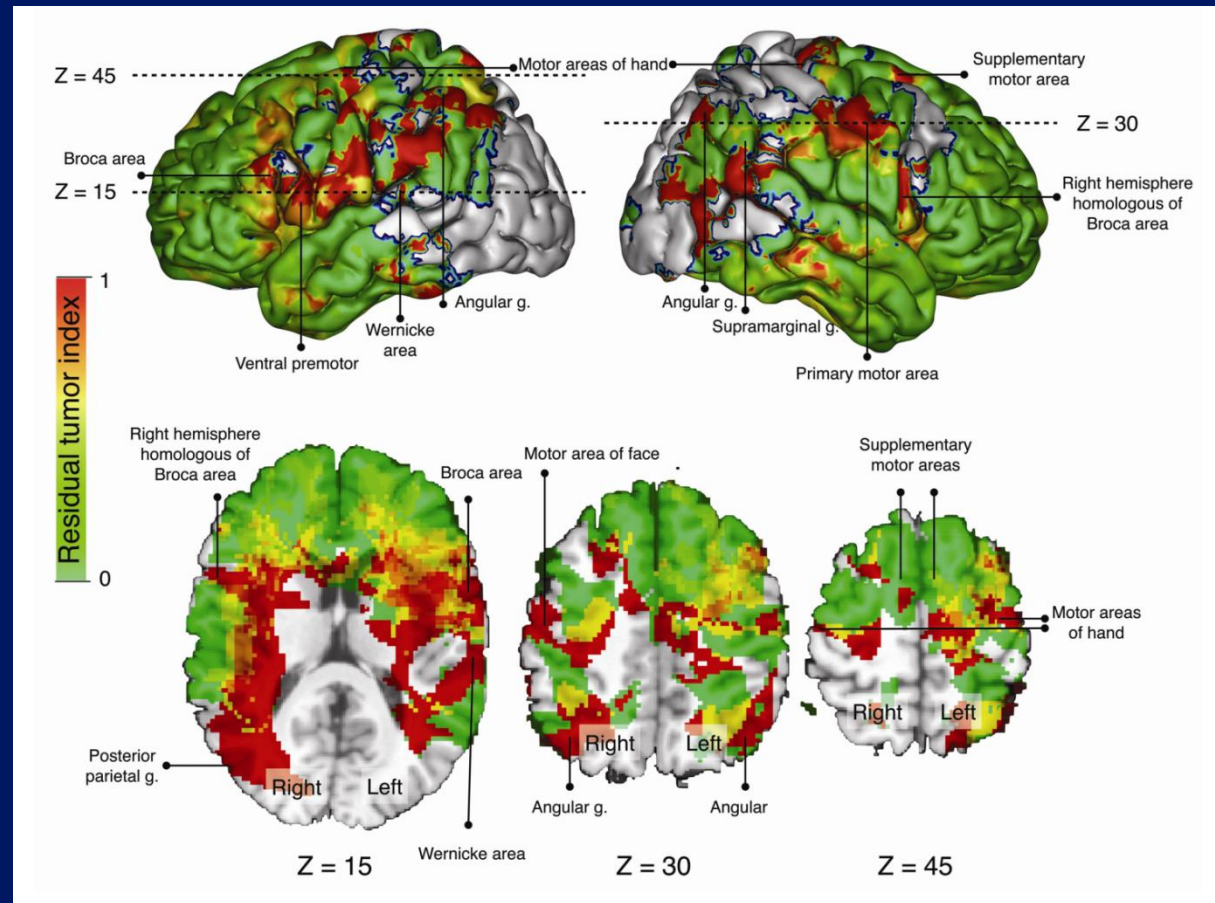 Z = 45
Motor areas of hand
Supplementary
motor area
Z = 30
Broca area
Z = 15
Right hemisphere
homologous of
Broca area
Angular g.
Wernicke
area
Ventral premotor
Angular g.
Supramarginal g.
Primary motor area
1
Residual tumor index
0
Right hemisphere
homologous of
Broca area
Motor area of face
Broca area
Supplementary
motor areas
Motor areas
of hand
Right
Left
Right
Left
Right
Left
Posterior
parietal g.
Angular g.
Angular
Wernicke area
Z = 15
Z = 30
Z = 45